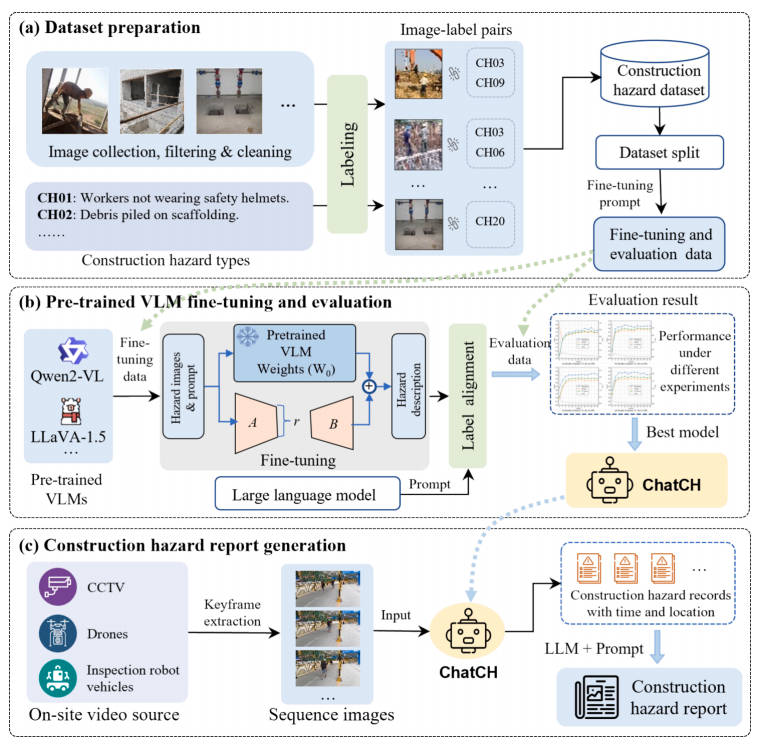 (a) Dataset preparation
Image collection, filtering & cleaning
...
CH01: Workers not wearing safety helmets.
CH02: Debris piled on scaffolding.
......
Construction hazard types
Labeling
Image-label pairs
CH03
CH09
CH03
CH06
...
...
CH20
Construction
hazard dataset
Dataset split
Fine-tuning
prompt
Fine-tuning and
evaluation data
(b) Pre-trained VLM fine-tuning and evaluation
Qwen2-VL
LLaVA-1.5
...
Pre-trained
VLMs
Fine-
tuning
data
Hazard images
& prompt
Pretrained
VLM
Weights (W0)
A
r
B
Hazard
description
Fine-tuning
Large language model
Prompt
Label alignment
Evaluation
data
Evaluation result
Performance
under
different
experiments
Best model
ChatCH
(c) Construction hazard report generation
CCTV
Drones
Inspection robot
vehicles
On-site video source
Keyframe
extraction
...
Sequence images
Input
ChatCH
...
Construction hazard records
with time and location
LLM + Prompt
Construction
hazard report